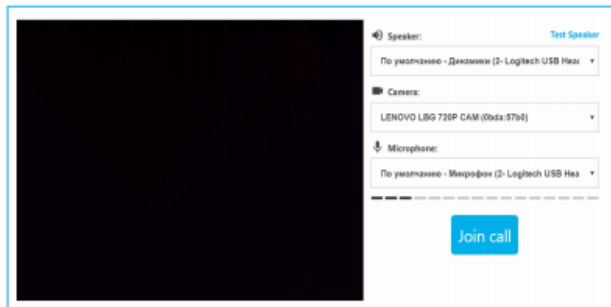 Speaker:
Test Speaker
По умолчанию - Динамики (2- Logitech USB Hea
Camera:
LENOVO LBG 720P CAM (0bda:57b0)
Microphone:
По умолчанию - Микрофон (2- Logitech USB Hea
Join call